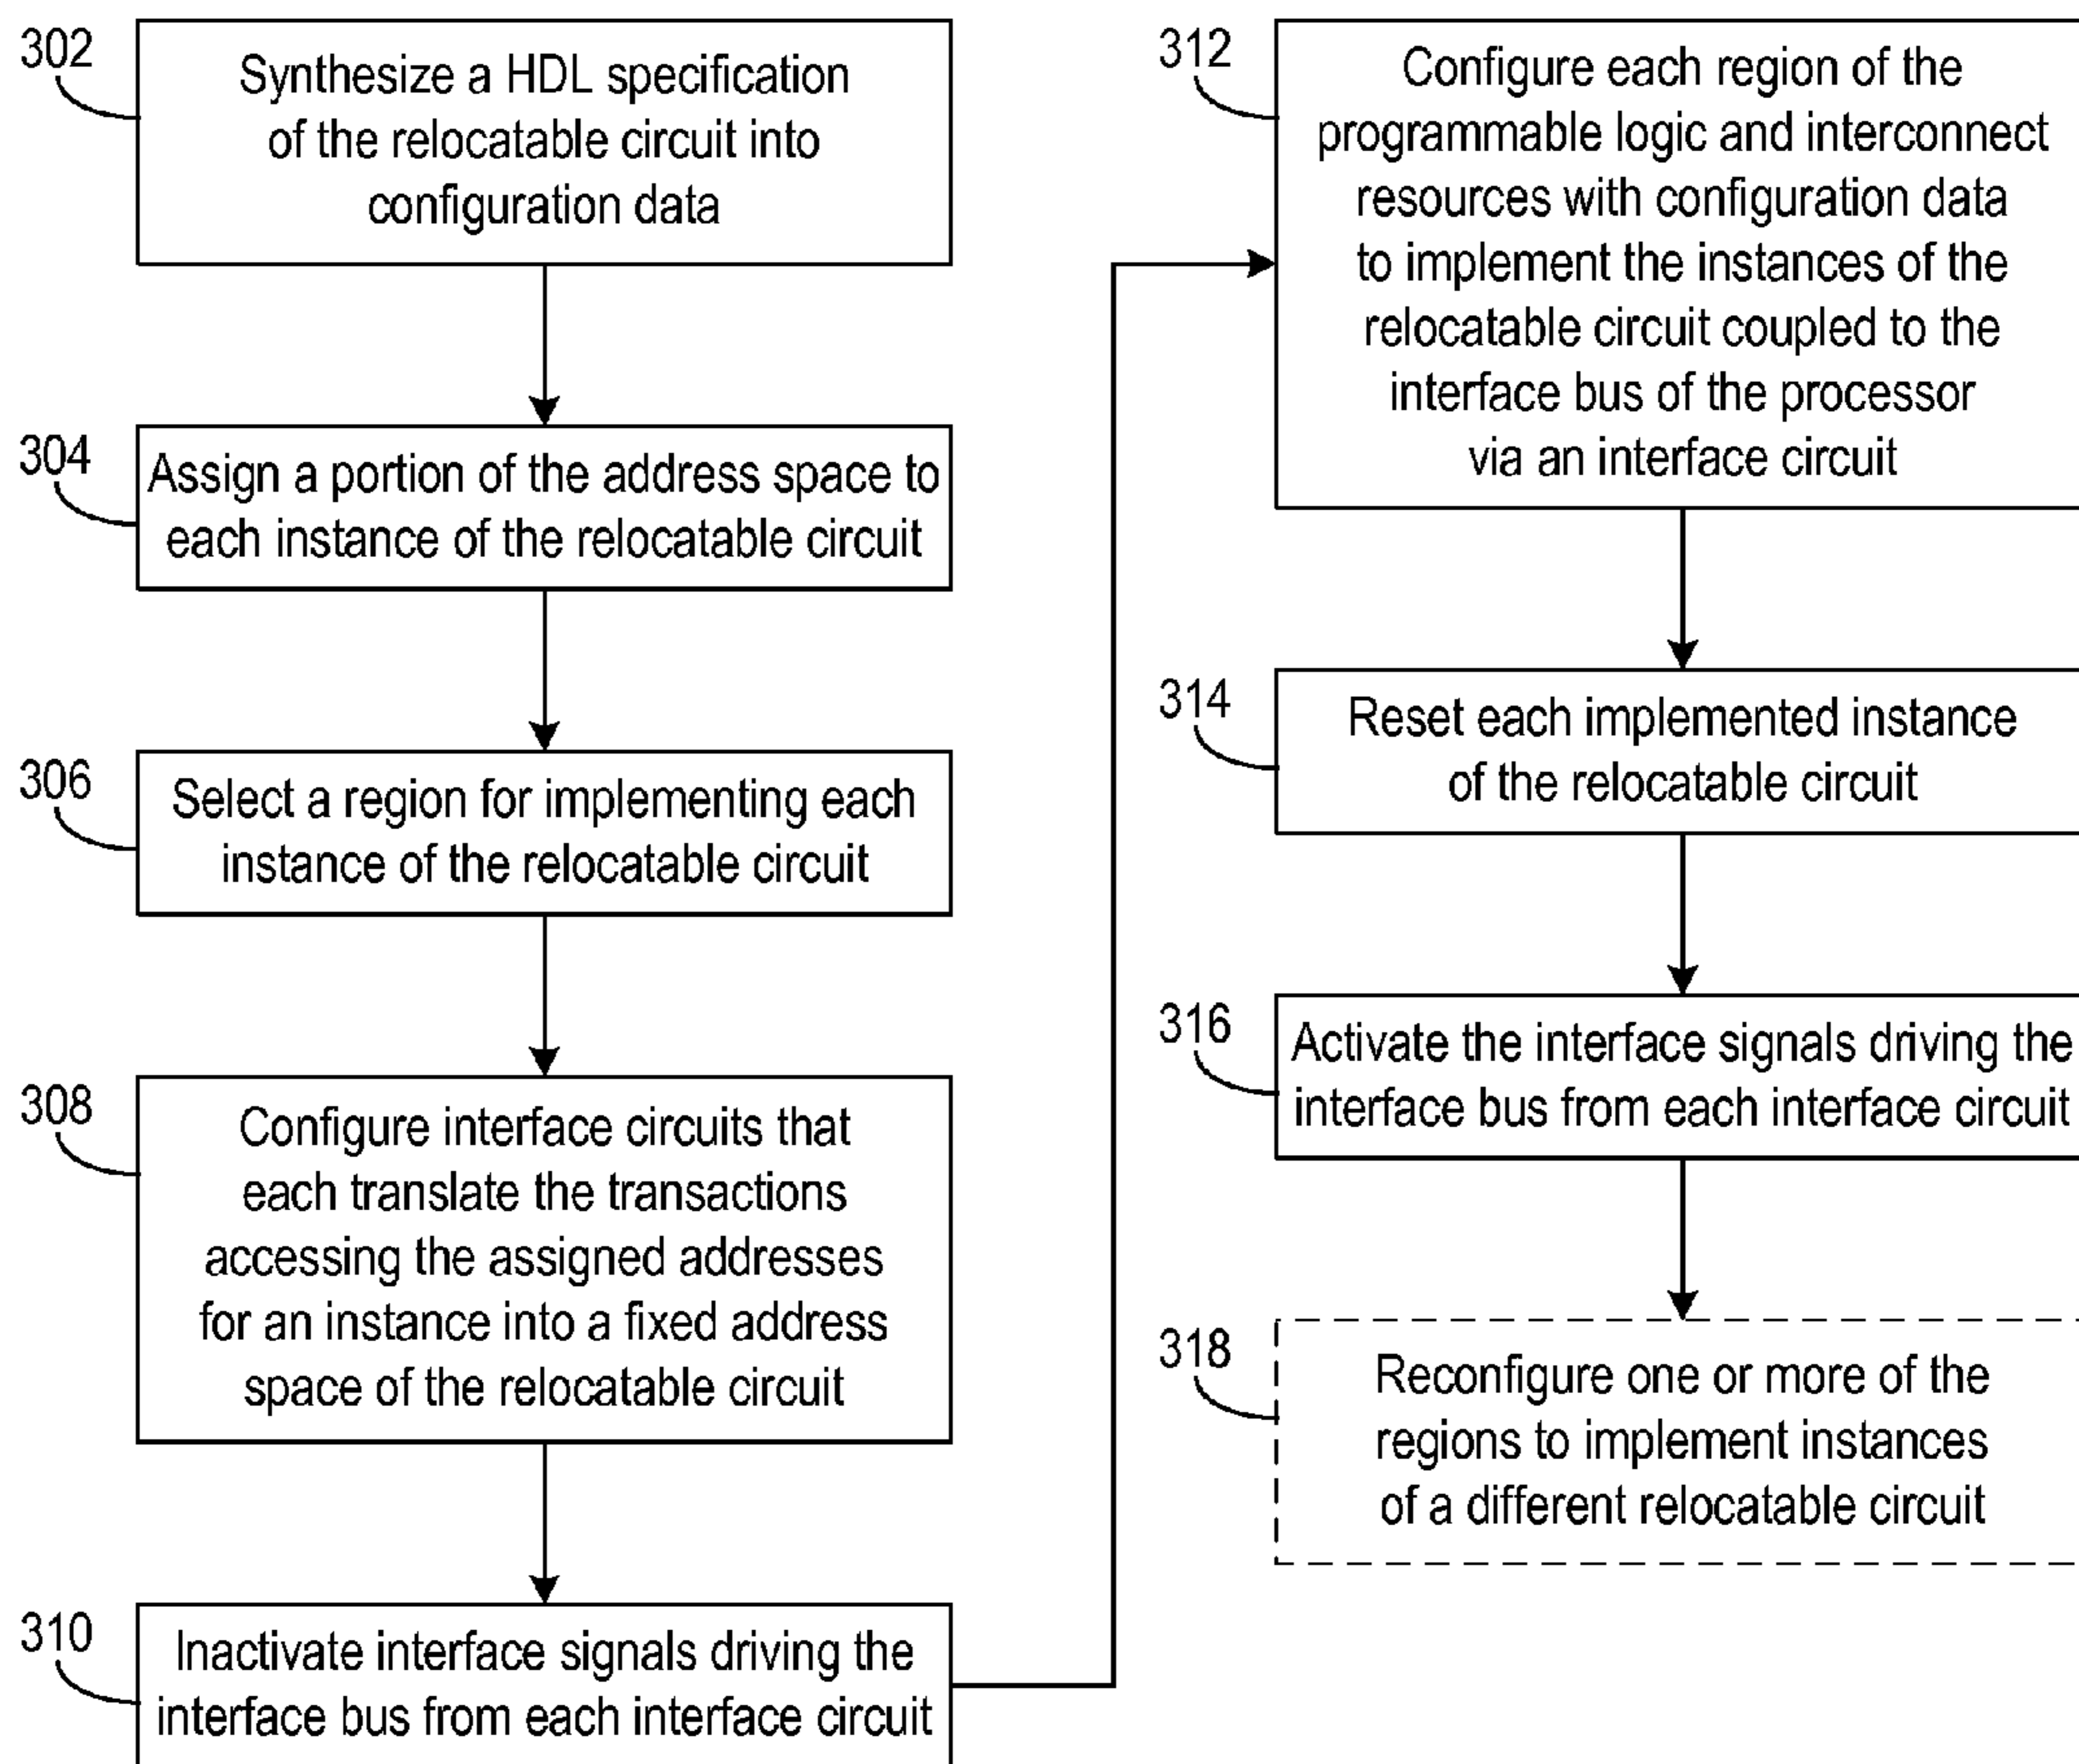 302
Synthesize a HDL specification
of the relocatable circuit into
configuration data
304
Assign a portion of the address space to
each instance of the relocatable circuit
306
Select a region for implementing each
instance of the relocatable circuit
308
Configure interface circuits that
each translate the transactions
accessing the assigned addresses
for an instance into a fixed address
space of the relocatable circuit
310
Inactivate interface signals driving the
interface bus from each interface circuit
312
Configure each region of the
programmable logic and interconnect
resources with configuration data
to implement the instances of the
relocatable circuit coupled to the
interface bus of the processor
via an interface circuit
314
Reset each implemented instance
of the relocatable circuit
316
Activate the interface signals driving the
interface bus from each interface circuit
318
Reconfigure one or more of the
regions to implement instances
of a different relocatable circuit